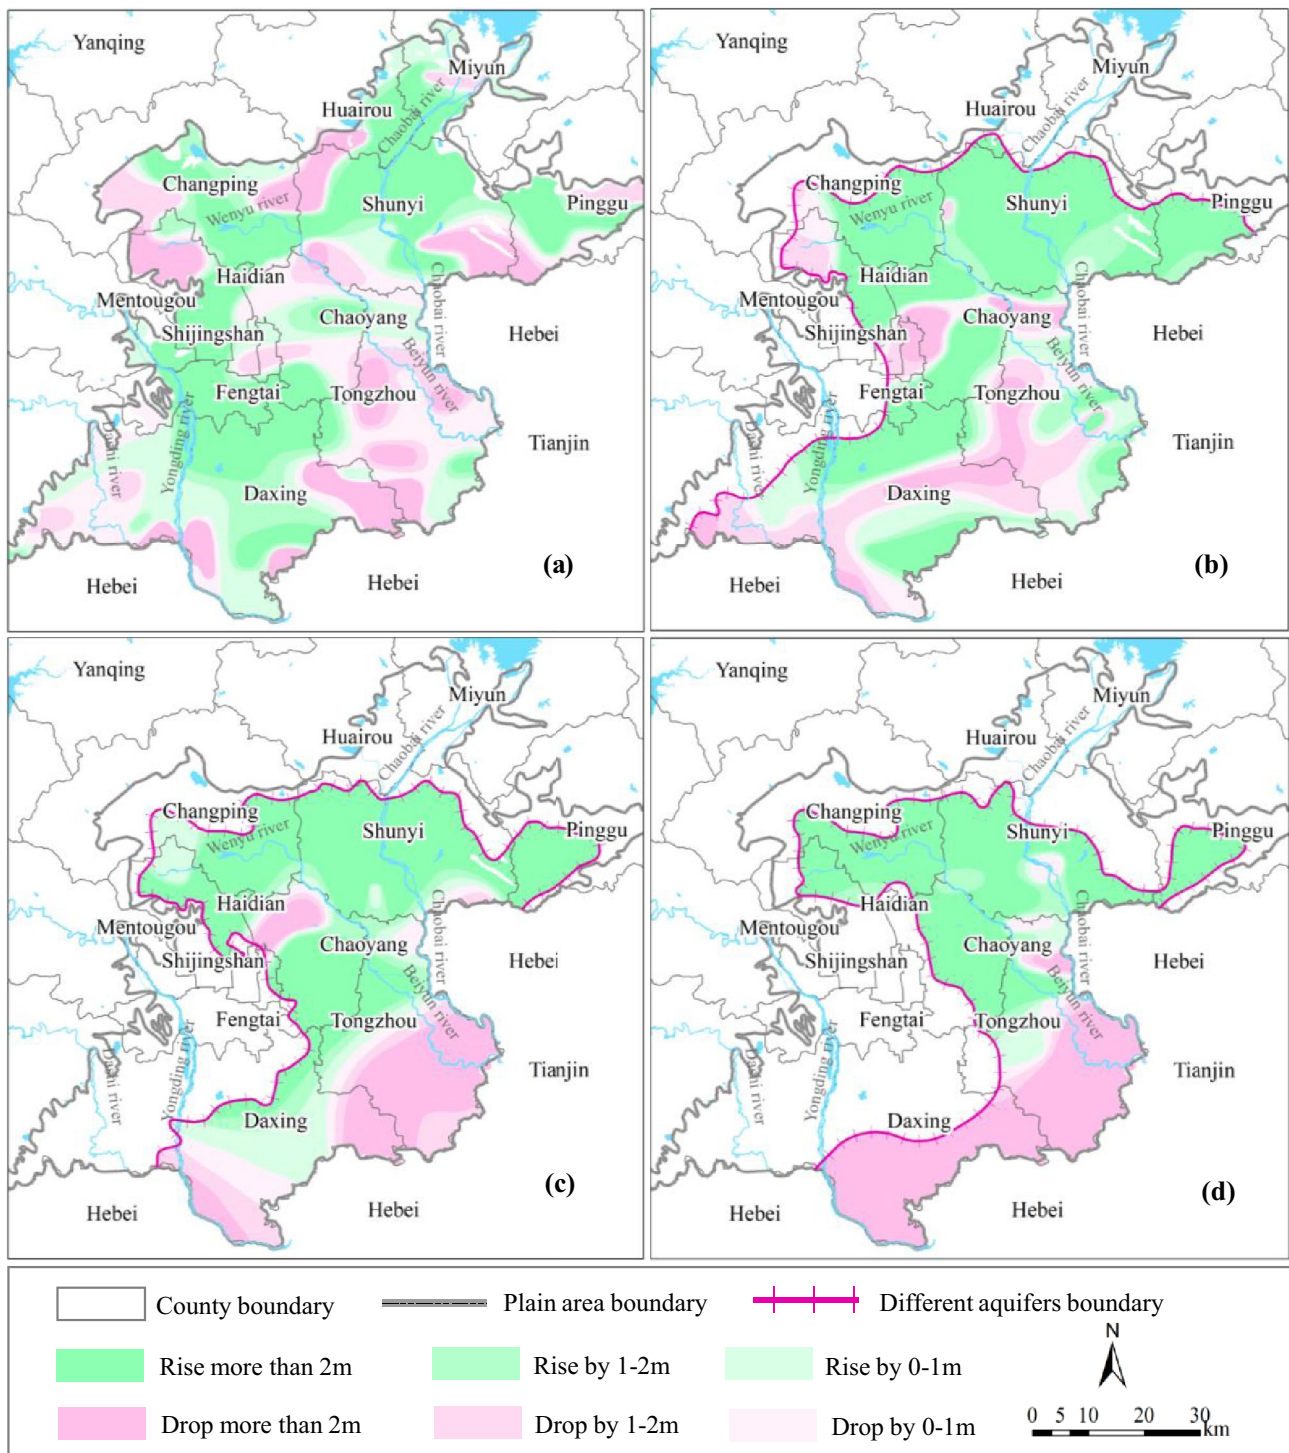 Yanqing
Miyun
Huairou
Chaobai river
Changping
Wenyu river
Shunyi
Pinggu
Haidian
Mentougou
Chaobai river
Chaoyang
Shijingshan
Hebei
Beiyun river
Fengtai
Tongzhou
Yongding river
Dashi river
Tianjin
Daxing
Hebei
Hebei
(a)
Yanqing
Miyun
Huairou
Chaobai river
Changping
Wenyu river
Shunyi
Pinggu
Haidian
Mentougou
Chaobai river
Chaoyang
Shijingshan
Hebei
Beiyun river
Fengtai
Tongzhou
Yongding river
Dashi river
Tianjin
Daxing
Hebei
Hebei
(b)
Yanqing
Miyun
Huairou
Chaobai river
Changping
Wenyu river
Shunyi
Pinggu
Haidian
Mentougou
Chaobai river
Chaoyang
Shijingshan
Hebei
Beiyun river
Fengtai
Tongzhou
Yongding river
Dashi river
Tianjin
Daxing
Hebei
Hebei
(c)
Yanqing
Miyun
Huairou
Chaobai river
Changping
Wenyu river
Shunyi
Pinggu
Haidian
Mentougou
Chaobai river
Chaoyang
Shijingshan
Hebei
Beiyun river
Fengtai
Tongzhou
Yongding river
Dashi river
Tianjin
Daxing
Hebei
Hebei
(d)
County boundary
Plain area boundary
Different aquifers boundary
Rise more than 2m
Rise by 1-2m
Rise by 0-1m
Drop more than 2m
Drop by 1-2m
Drop by 0-1m
N
0 5 10 20 30 km